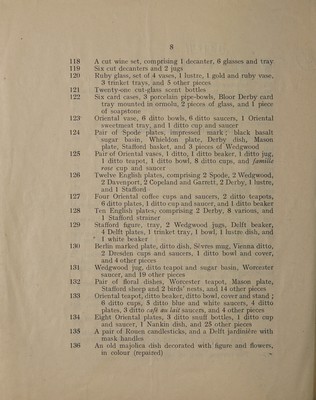 8
118 A cut wine set, comprising 1 decanter, 6 glasses and tray
119 Six cut decanters and 2 jugs
120 Ruby glass, set of 4 vases, 1 lustre, 1 gold and ruby vase,
3 trinket trays, and 5 other pieces
121 Twenty-one cut-glass scent bottles
122 Six card cases, 3 porcelain pipe-bowls, Bloor Derby card
tray mounted in ormolu, 2 pieces of glass, and 1 piece
of soapstone
123 Oriental vase, 6 ditto bowls, 6 ditto saucers, 1 Oriental
sweetmeat tray, and 1 ditto cup and saucer
124 Pair of Spode plates, impressed mark; black basalt
sugar basin, Whieldon plate, Derby dish, Mason
plate, Stafford basket, and 3 pieces of Wedgwood
125 Pair of Oriental vases, 1 ditto, 1 ditto beaker, 1 ditto jug,
1 ditto teapot, 1 ditto bowl, 8 ditto cups, and famille
rose cup and saucer
126 Twelve English plates, comprising 2 Spode, 2 Wedgwood,
2 Davenport, 2 Copeland and Garrett, 2 Derby, 1 lustre,
and 1 Stafford
127 Four Oriental coffee cups and saucers, 2 ditto teapots,
6 ditto plates, 1 ditto cup and saucer, and 1 ditto beaker
128 Ten English plates, comprising 2 Derby, 8 various, and
1 Stafford strainer
129 Stafford figure, tray, 2 Wedgwood jugs, Delft beaker,
4 Delft plates, 1 trinket tray, 1 bowl, 1 lustre dish, and
1 white beaker
130 Berlin marked plate, ditto dish, Sèvres mug, Vienna ditto,
2 Dresden cups and saucers, 1 ditto bowl and cover,
and 4 other pieces
131 Wedgwood jug, ditto teapot and sugar basin, Worcester
saucer, and 19 other pieces
132 Pair of floral dishes, Worcester teapot, Mason plate,
Stafford sheep and 2 birds' nests, and 14 other pieces
133 Oriental teapot, ditto beaker, ditto bowl, cover and stand;
6 ditto cups, 5 ditto blue and white saucers, 4 ditto
plates, 3 ditto café au lait saucers, and 4 other pieces
134 Eight Oriental plates, 3 ditto snuff bottles, 1 ditto cup
and saucer, 1 Nankin dish, and 25 other pieces
135 A pair of Rouen candlesticks, and a Delft jardinière with
mask handles
136 An old majolica dish decorated with figure and flowers,
in colour (repaired)